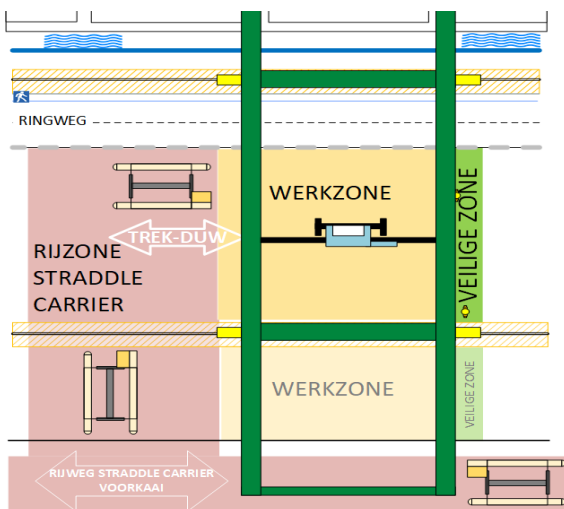 RINGWEG
WERKZONE
VEILIGE ZONE
TREK-DUW
RIJZONE
STRADDLE
CARRIER
WERKZONE
VEILIGE ZONE
RIJWEG STRADDLE CARRIER
VOORKAAI